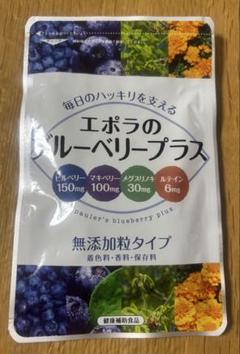 毎日のハッキリを支える
エポラの
ブルーベリープラス
ビルベリー マキベリー メグスリノキ ルテイン
150mg 100mg 30mg 6mg
epauler's blueberry plus
無添加粒タイプ
着色料・香料・保存料
健康補助食品